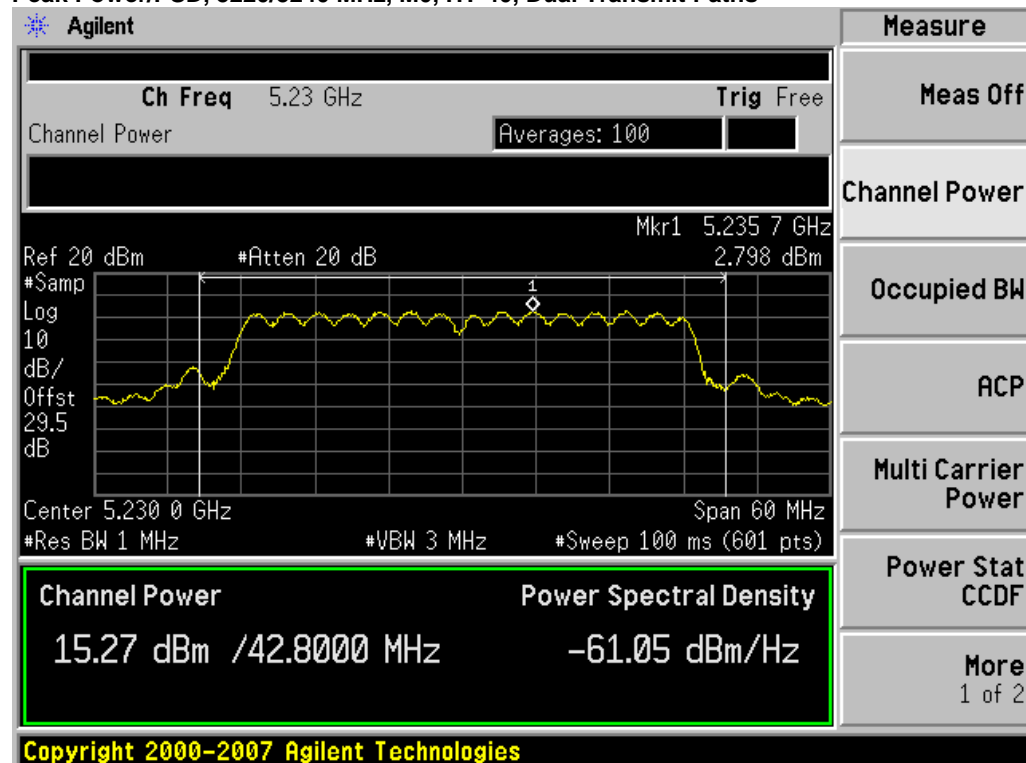 Agilent
Measure
Ch Freq 5.23 GHz
Trig Free
Meas Off
Channel Power
Averages: 100
Channel Power
Mkr1 5.235 7 GHz
Ref 20 dBm #Atten 20 dB 2.798 dBm
#Samp
Log
10
dB/
Offst
29.5
dB
1
Occupied BW
ACP
Multi Carrier
Power
Center 5.230 0 GHz Span 60 MHz
#Res BW 1 MHz #VBW 3 MHz #Sweep 100 ms (601 pts)
Power Stat
CCDF
Channel Power
Power Spectral Density
15.27 dBm /42.8000 MHz
-61.05 dBm/Hz
More
1 of 2
Copyright 2000-2007 Agilent Technologies